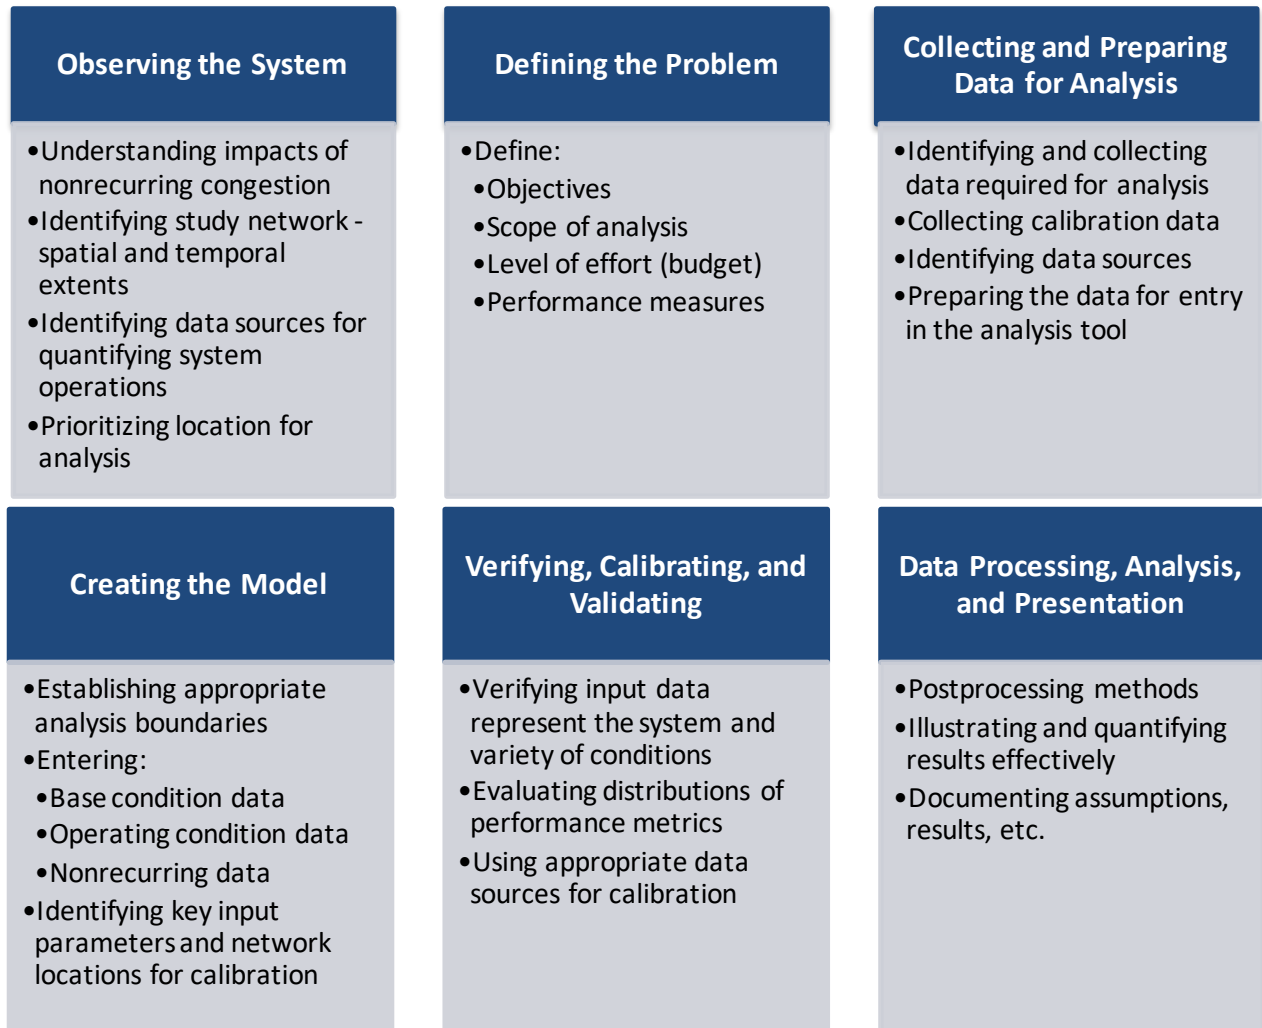 Observing the System
•Understanding impacts of
nonrecurring congestion
•Identifying study network -
spatial and temporal
extents
•Identifying data sources for
quantifying system
operations
•Prioritizing location for
analysis
Defining the Problem
•Define:
•Objectives
•Scope of analysis
•Level of effort (budget)
•Performance measures
Collecting and Preparing
Data for Analysis
•Identifying and collecting
data required for analysis
•Collecting calibration data
•Identifying data sources
•Preparing the data for entry
in the analysis tool
Creating the Model
•Establishing appropriate
analysis boundaries
•Entering:
•Base condition data
•Operating condition data
•Nonrecurring data
•Identifying key input
parameters and network
locations for calibration
Verifying, Calibrating, and
Validating
•Verifying input data
represent the system and
variety of conditions
•Evaluating distributions of
performance metrics
•Using appropriate data
sources for calibration
Data Processing, Analysis,
and Presentation
•Postprocessing methods
•Illustrating and quantifying
results effectively
•Documenting assumptions,
results, etc.